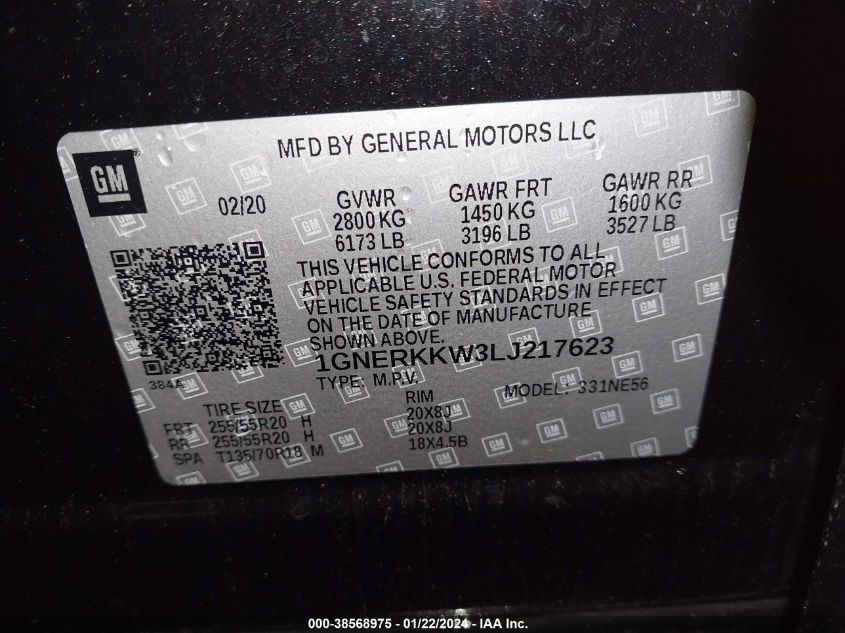 MFD BY GENERAL MOTORS LLC
GM
02/20
GVWR GAWR FRT GAWR RR
2800 KG 1450 KG 1600 KG
6173 LB 3196 LB 3527 LB
THIS VEHICLE CONFORMS TO ALL
APPLICABLE U.S. FEDERAL MOTOR
VEHICLE SAFETY STANDARDS IN EFFECT
ON THE DATE OF MANUFACTURE
SHOWN ABOVE.
1GNERKKW3LJ217623
384A
TYPE: M.P.V. MODEL: 331NE56
TIRE SIZE RIM
FRT 255/55R20 H 20X8J
RR 255/55R20 H 20X8J
SPA T135/70R18 M 18X4.5B
000-38568975 - 01/22/2024 - IAA Inc.